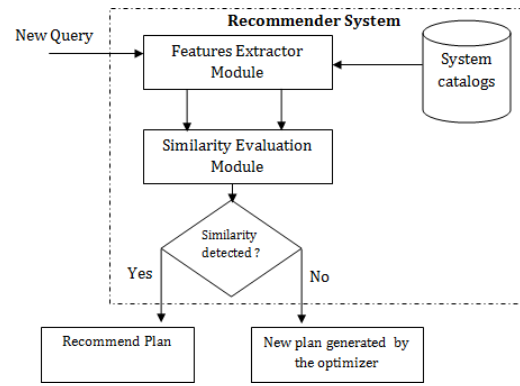 Recommender System
New Query
Features Extractor
Module
System
catalogs
Similarity Evaluation
Module
Similarity
detected ?
Yes
No
Recommend Plan
New plan generated by
the optimizer